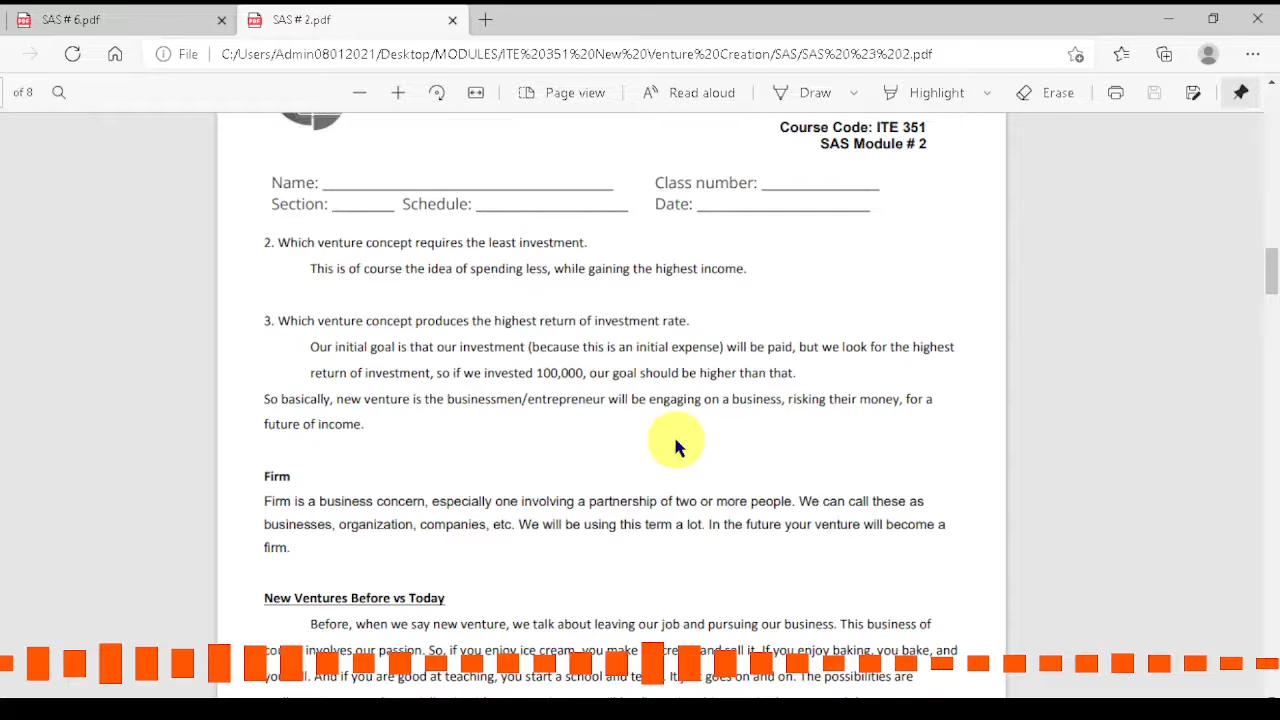 SAS # 6.pdf
SAS # 2.pdf
File
C:/Users/Admin08012021/Desktop/MODULES/ITE%20351%20New%20Venture%20Creation/SAS/SAS%20%23%202.pdf
of 8
Page view
Read aloud
Draw
Highlight
Erase
Course Code: ITE 351
SAS Module # 2
Name: Class number:
Section: Schedule: Date:
2. Which venture concept requires the least investment.
This is of course the idea of spending less, while gaining the highest income.
3. Which venture concept produces the highest return of investment rate.
Our initial goal is that our investment (because this is an initial expense) will be paid, but we look for the highest
return of investment, so if we invested 100,000, our goal should be higher than that.
So basically, new venture is the businessmen/entrepreneur will be engaging on a business, risking their money, for a
future of income.
Firm
Firm is a business concern, especially one involving a partnership of two or more people. We can call these as
businesses, organization, companies, etc. We will be using this term a lot. In the future your venture will become a
firm.
New Ventures Before vs Today
Before, when we say new venture, we talk about leaving our job and pursuing our business. This business of
involves our passion. So, if you enjoy ice cream, you make and sell it. If you enjoy baking, you bake, and
And if you are good at teaching, you start a school and goes on and on. The possibilities are